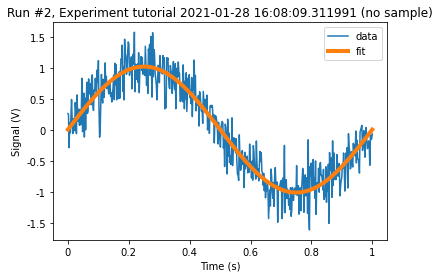 Run #2, Experiment tutorial 2021-01-28 16:08:09.311991 (no sample)
data
fit
Signal (V)
1.5
1
0.5
0
-0.5
-1
-1.5
0
0.2
0.4
0.6
0.8
1
Time (s)